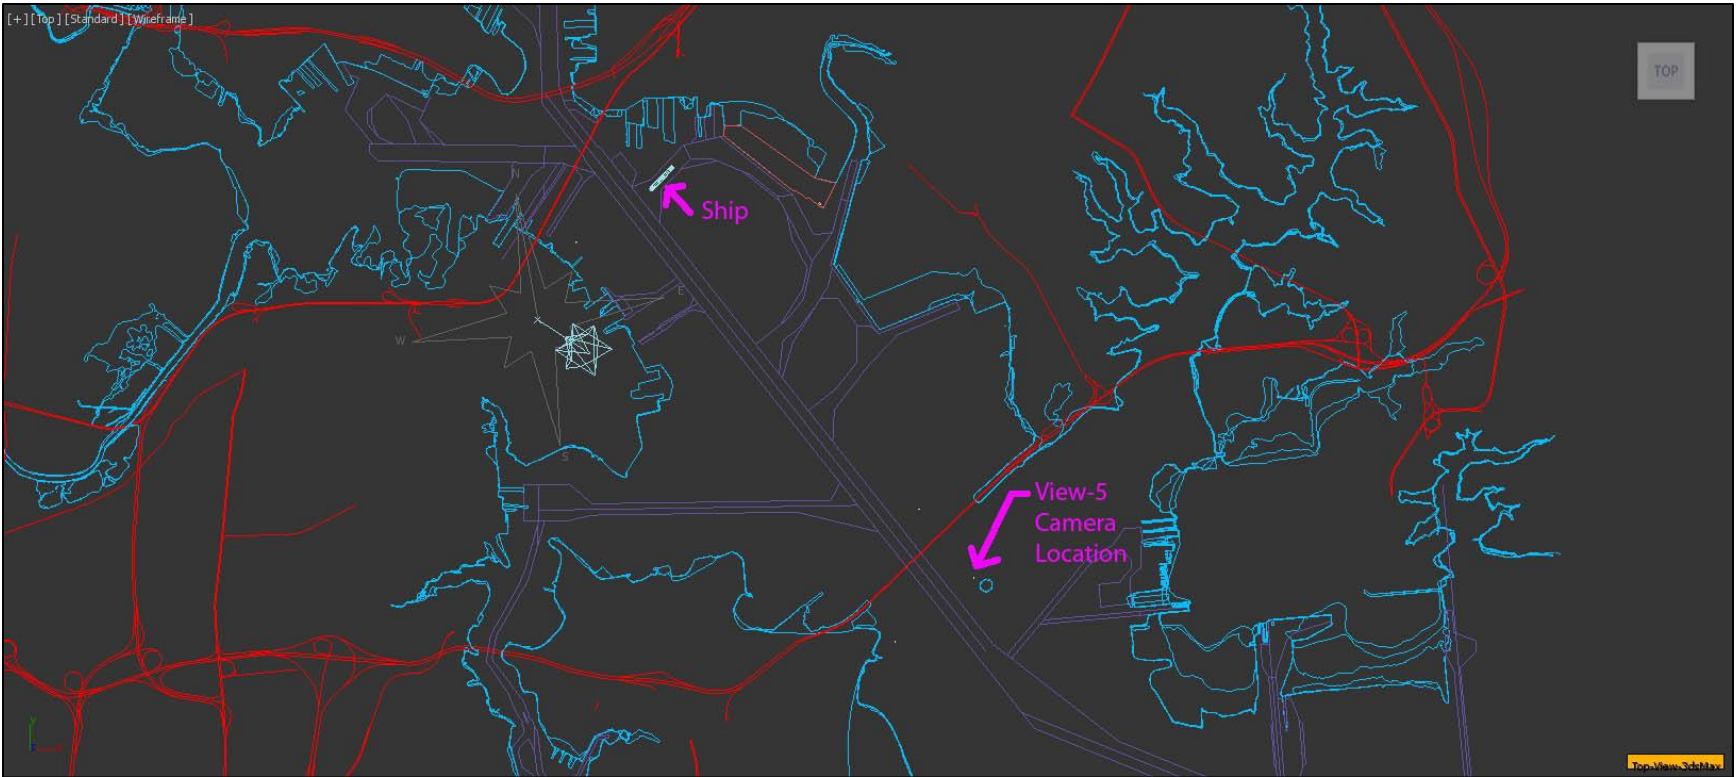 [+] [Top] [Standard] [Wireframe]
TOP
N
Ship
E
W
S
View-5
Camera
Location
y
Top-View-3dsMax